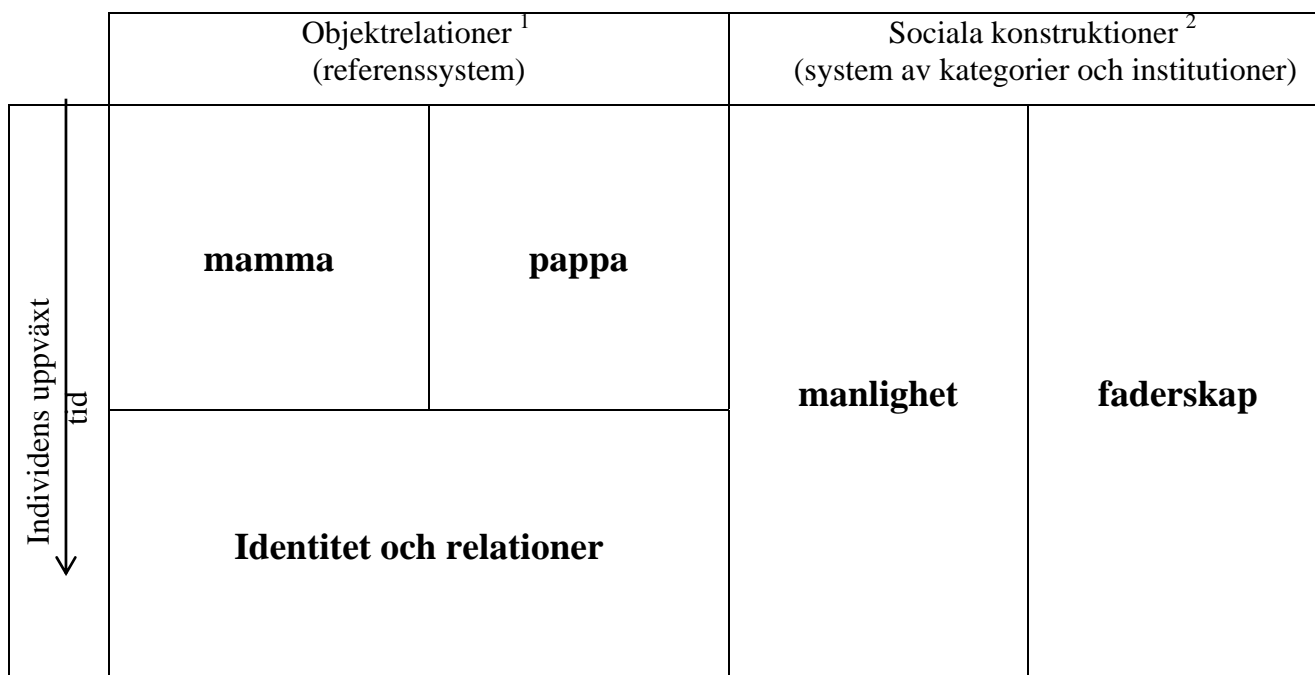 Objektrelationer 1
(referenssystem)
Sociala konstruktioner 2
(system av kategorier och institutioner)
Individens uppväxt
tid
mamma
pappa
manlighet
faderskap
Identitet och relationer